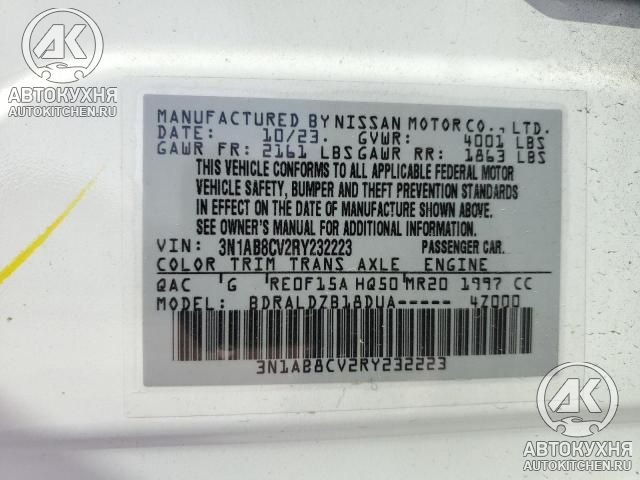 АК
АВТОКУХНЯ
AUTOKITCHEN.RU
MANUFACTURED BY NISSAN MOTOR CO., LTD.
DATE: 10/23. GVWR: 4001 LBS
GAWR FR: 2161 LBS GAWR RR: 1863 LBS
THIS VEHICLE CONFORMS TO ALL APPLICABLE FEDERAL MOTOR
VEHICLE SAFETY, BUMPER AND THEFT PREVENTION STANDARDS
IN EFFECT ON THE DATE OF MANUFACTURE SHOWN ABOVE.
SEE OWNER'S MANUAL FOR ADDITIONAL INFORMATION
VIN: 3N1AB8CV2RY232223 PASSENGER CAR.
COLOR TRIM TRANS AXLE ENGINE
QAC G RE0F15A HQ50 MR20 1997 CC
MODEL: BDRALDZB18DUA----- 4Z000
3N1AB8CV2RY232223
АК
АВТОКУХНЯ
AUTOKITCHEN.RU